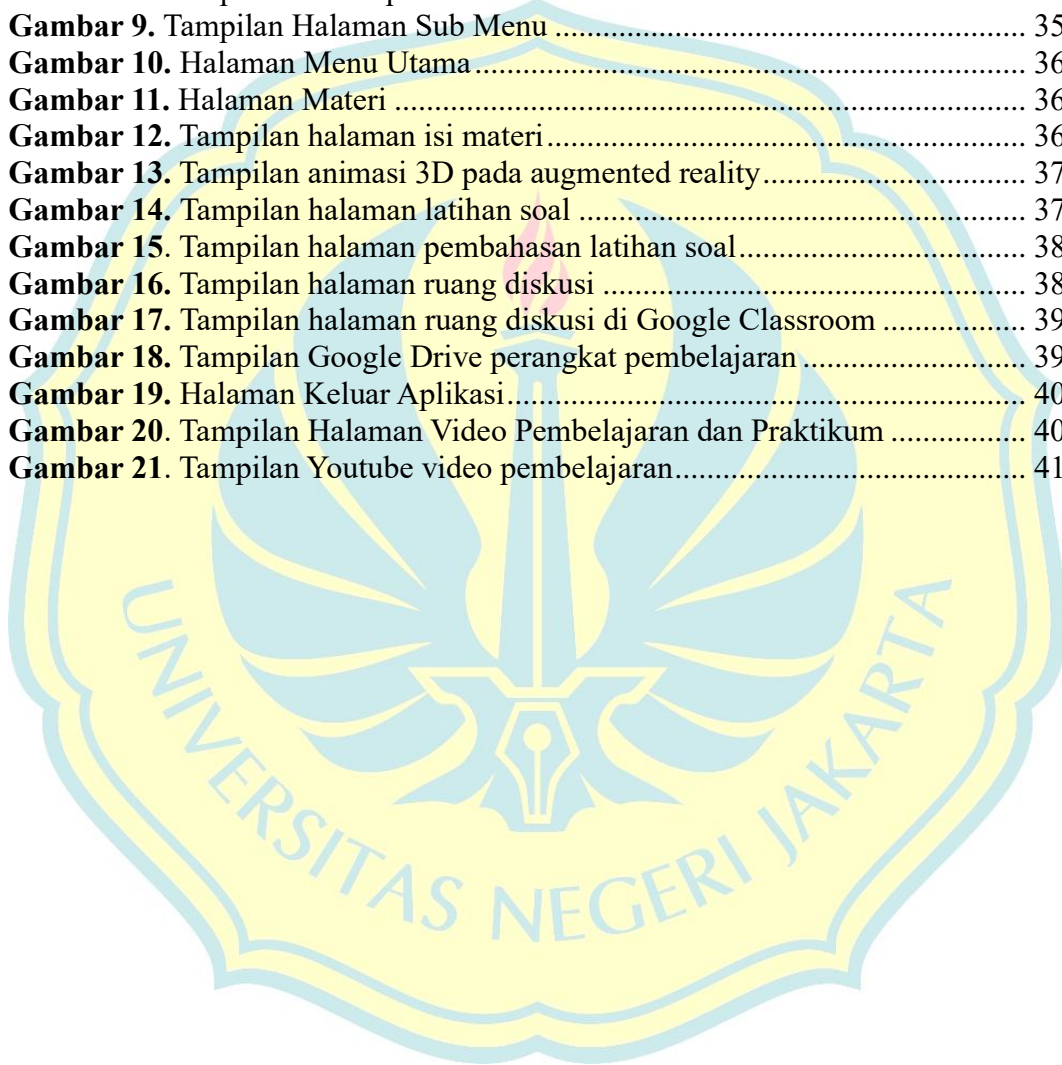 Gambar 9. Tampilan Halaman Sub Menu ........................................................... 35
Gambar 10. Halaman Menu Utama ...................................................................... 36
Gambar 11. Halaman Materi ................................................................................ 36
Gambar 12. Tampilan halaman isi materi ............................................................ 36
Gambar 13. Tampilan animasi 3D pada augmented reality ................................. 37
Gambar 14. Tampilan halaman latihan soal ........................................................ 37
Gambar 15. Tampilan halaman pembahasan latihan soal .................................... 38
Gambar 16. Tampilan halaman ruang diskusi ..................................................... 38
Gambar 17. Tampilan halaman ruang diskusi di Google Classroom .................. 39
Gambar 18. Tampilan Google Drive perangkat pembelajaran ............................ 39
Gambar 19. Halaman Keluar Aplikasi ................................................................. 40
Gambar 20. Tampilan Halaman Video Pembelajaran dan Praktikum ................. 40
Gambar 21. Tampilan Youtube video pembelajaran ............................................ 41
UNIVERSITAS NEGERI JAKARTA